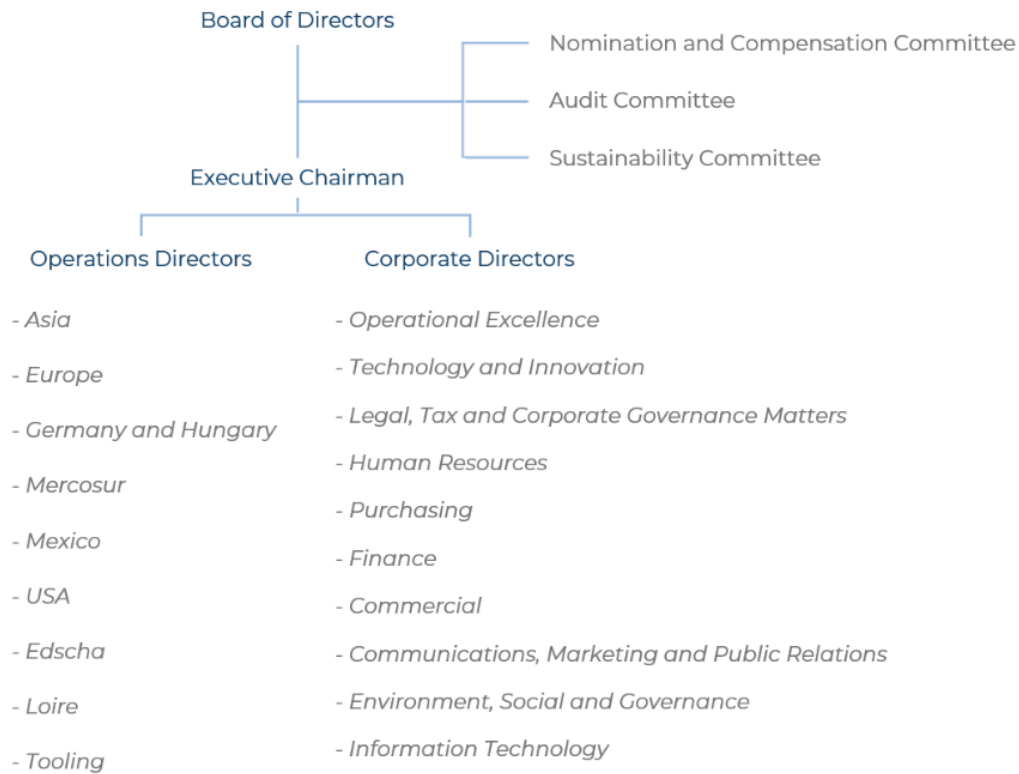 Board of Directors
Nomination and Compensation Committee
Audit Committee
Sustainability Committee
Executive Chairman
Operations Directors
- Asia
- Europe
- Germany and Hungary
- Mercosur
- Mexico
- USA
- Edscha
- Loire
- Tooling
Corporate Directors
- Operational Excellence
- Technology and Innovation
- Legal, Tax and Corporate Governance Matters
- Human Resources
- Purchasing
- Finance
- Commercial
- Communications, Marketing and Public Relations
- Environment, Social and Governance
- Information Technology